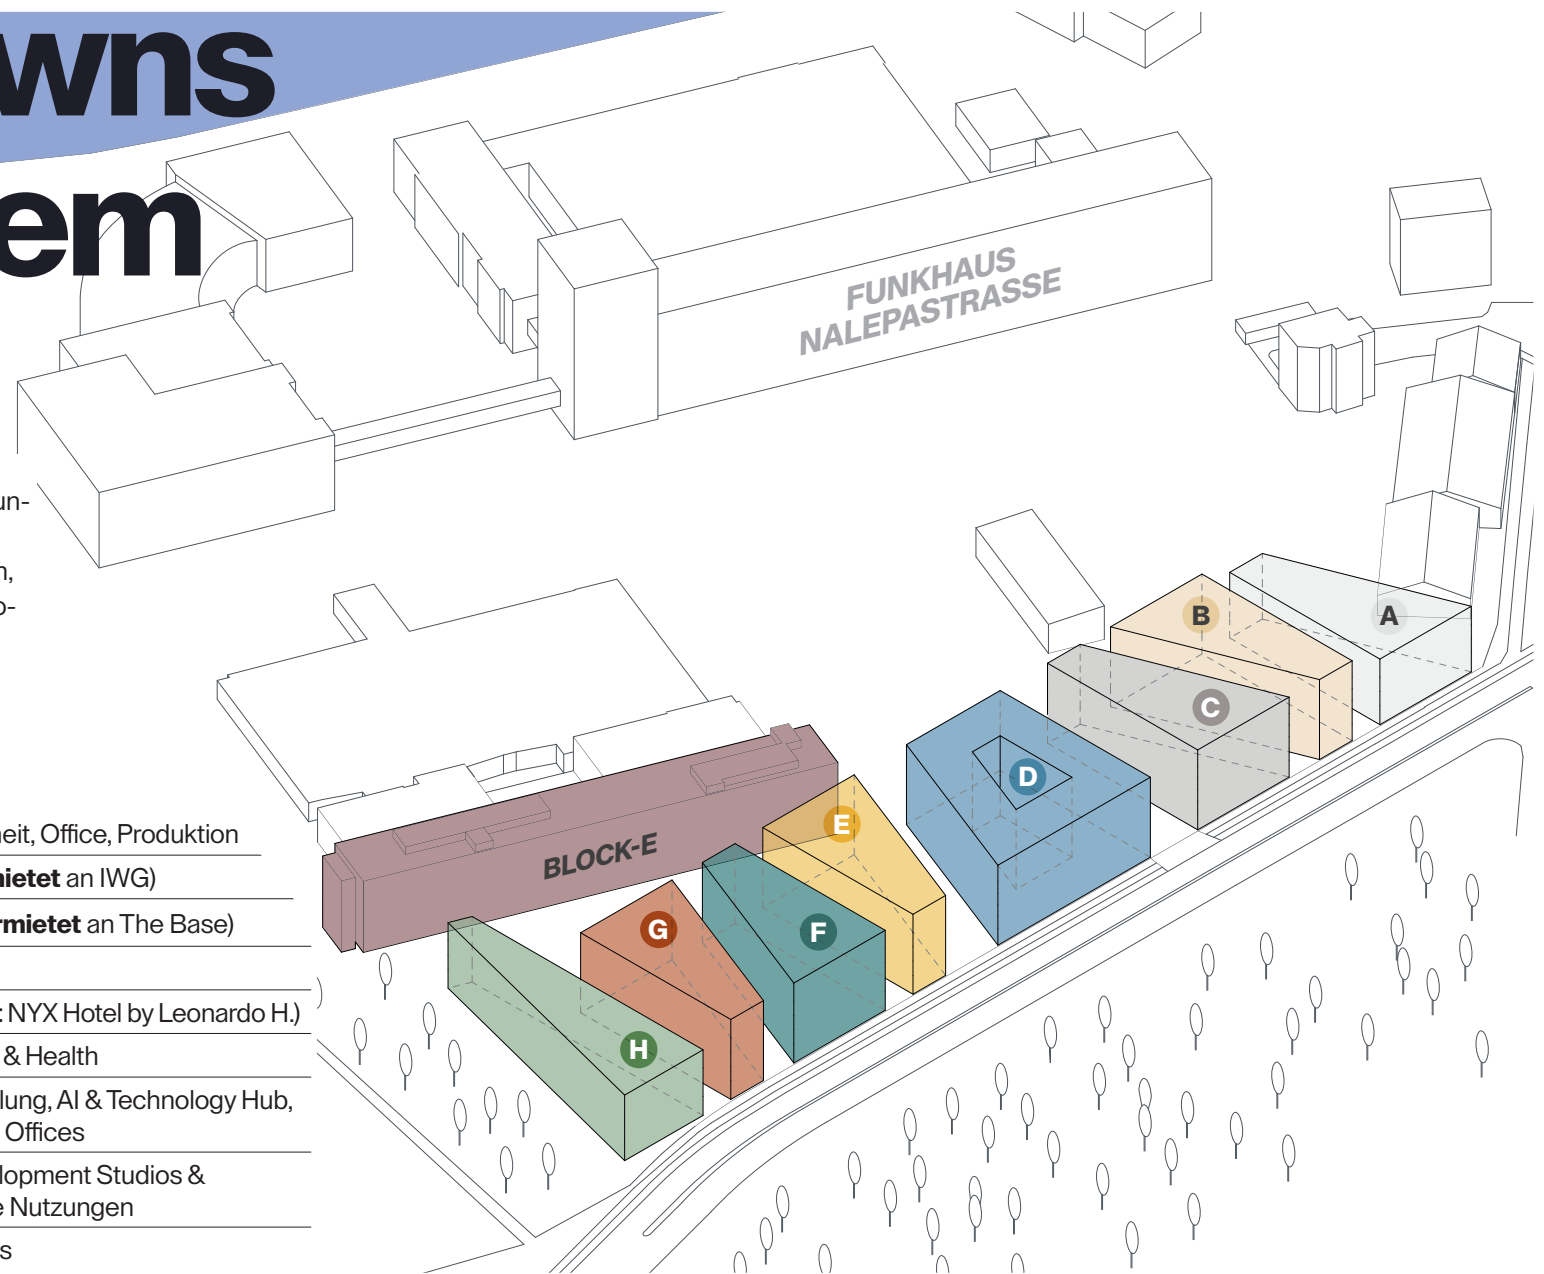 wns
em
FUNKHAUS
NALEPASTRASSE
un-
n,
o-
B
A
C
D
E
BLOCK-E
G
F
H
heit, Office, Produktion
mietet an IWG)
rmietet an The Base)
: NYX Hotel by Leonardo H.)
& Health
lung, AI & Technology Hub,
Offices
lopment Studios &
e Nutzungen
s